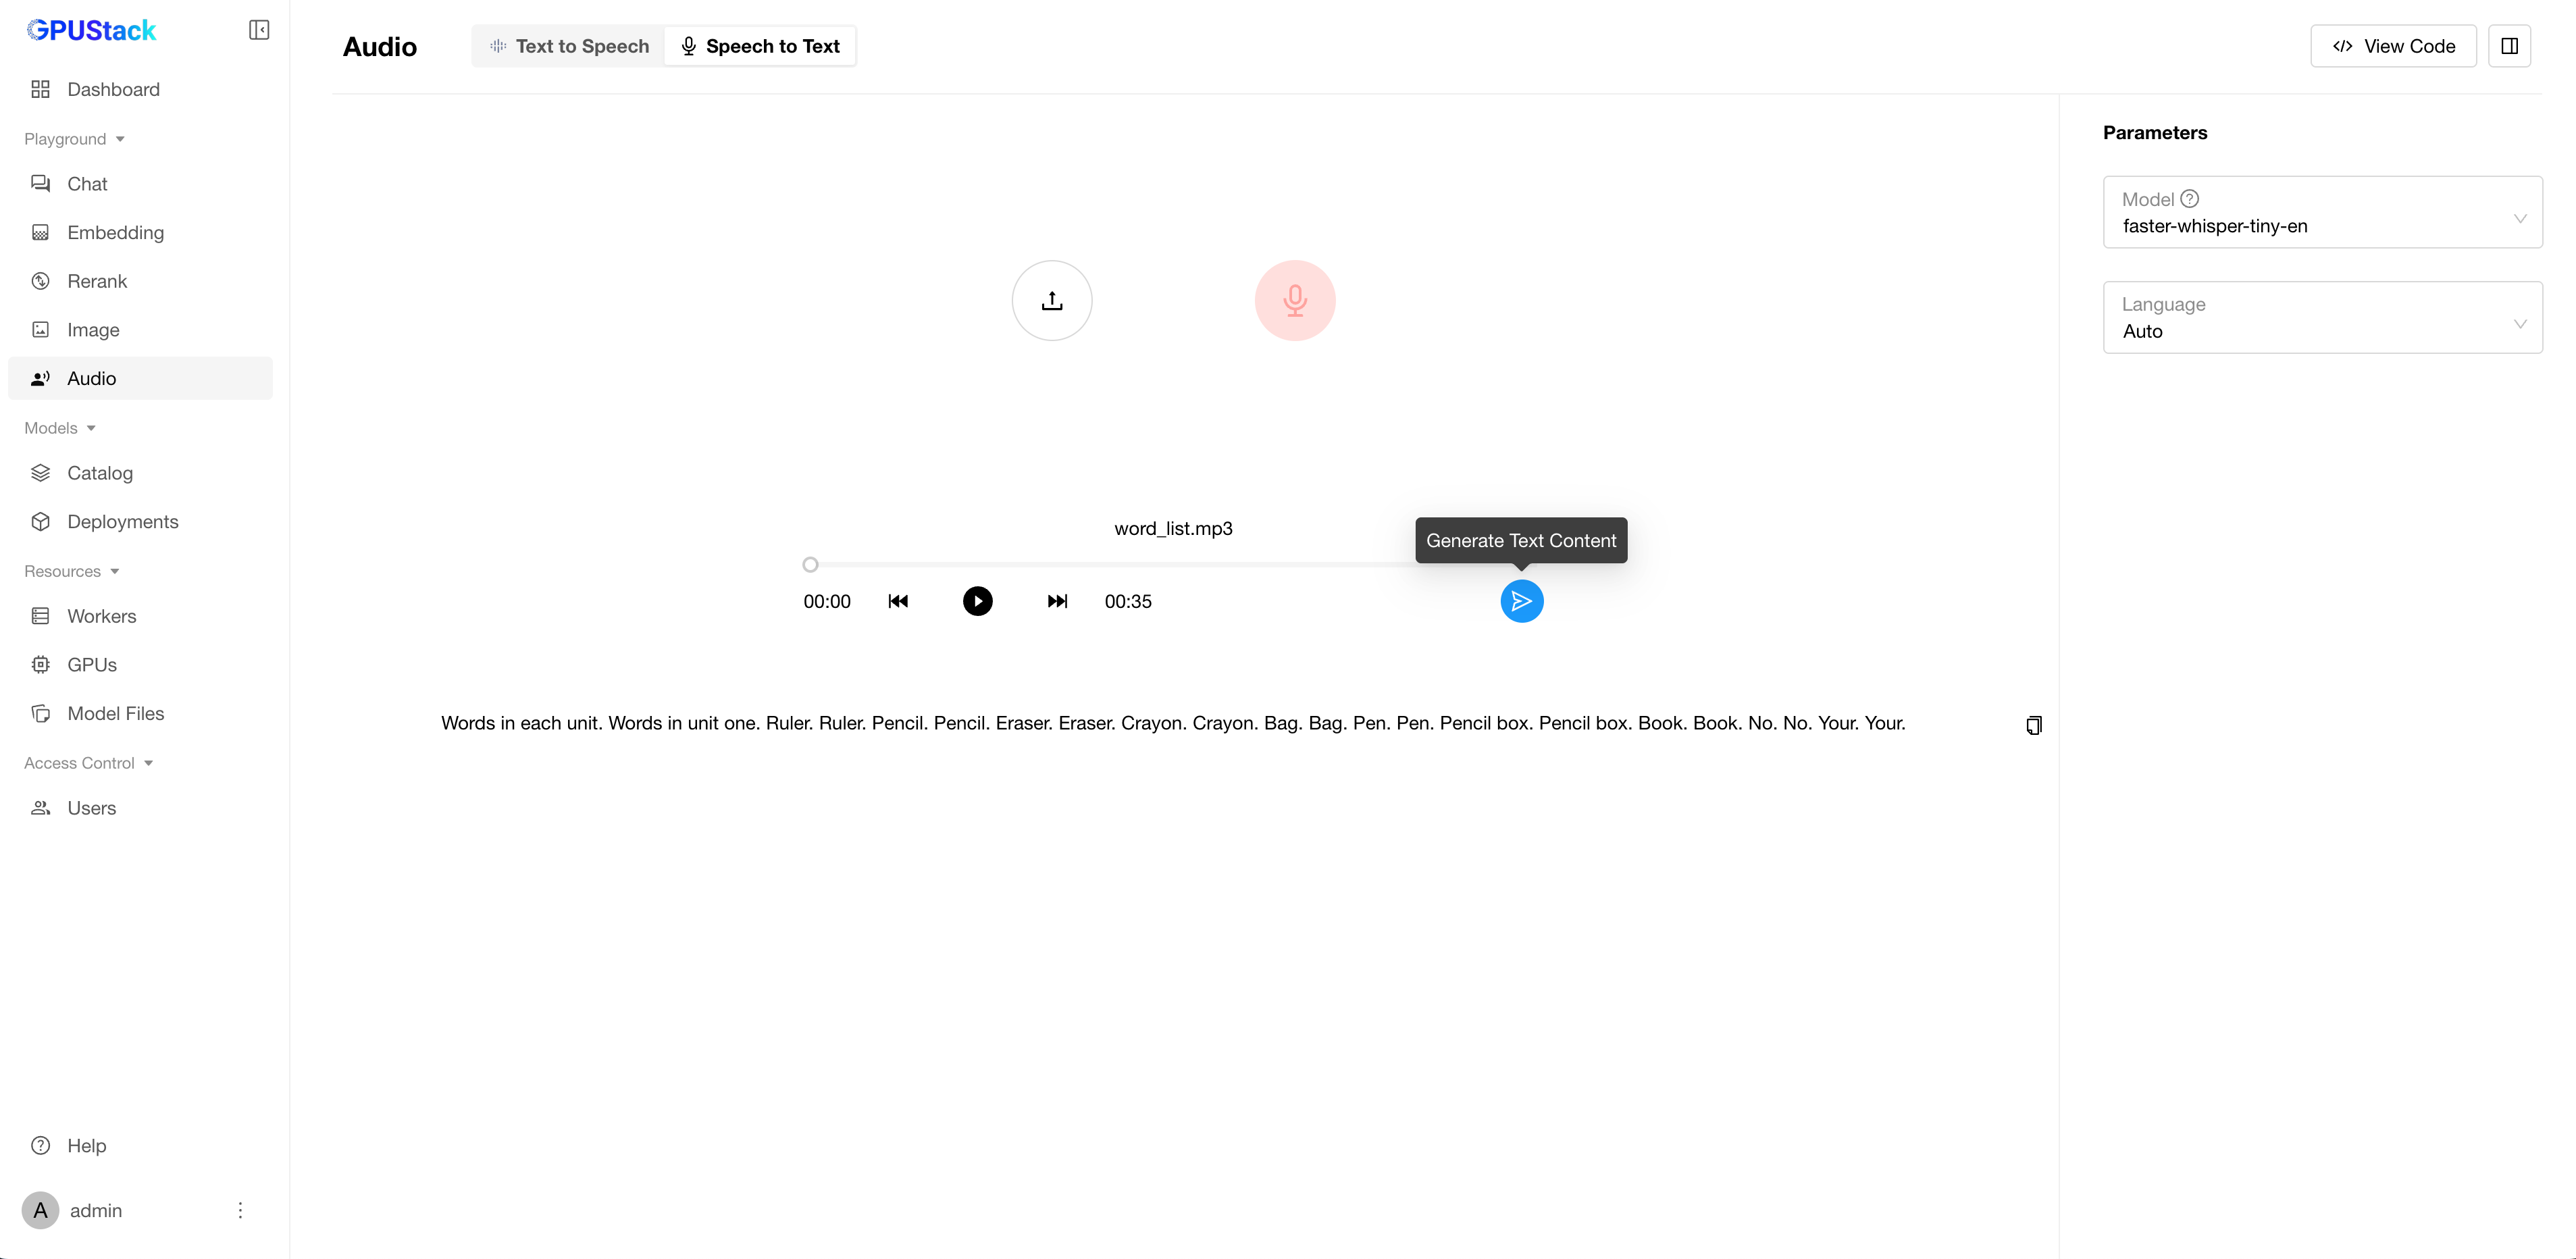 GPUStack
Dashboard
Playground
Chat
Embedding
Rerank
Image
Audio
Models
Catalog
Deployments
Resources
Workers
GPUs
Model Files
Access Control
Users
Help
A admin
Audio
Text to Speech
Speech to Text
View Code
word_list.mp3
Generate Text Content
00:00
00:35
Words in each unit. Words in unit one. Ruler. Ruler. Pencil. Pencil. Eraser. Eraser. Crayon. Crayon. Bag. Bag. Pen. Pen. Pencil box. Pencil box. Book. Book. No. No. Your. Your.
Parameters
Model
faster-whisper-tiny-en
Language
Auto